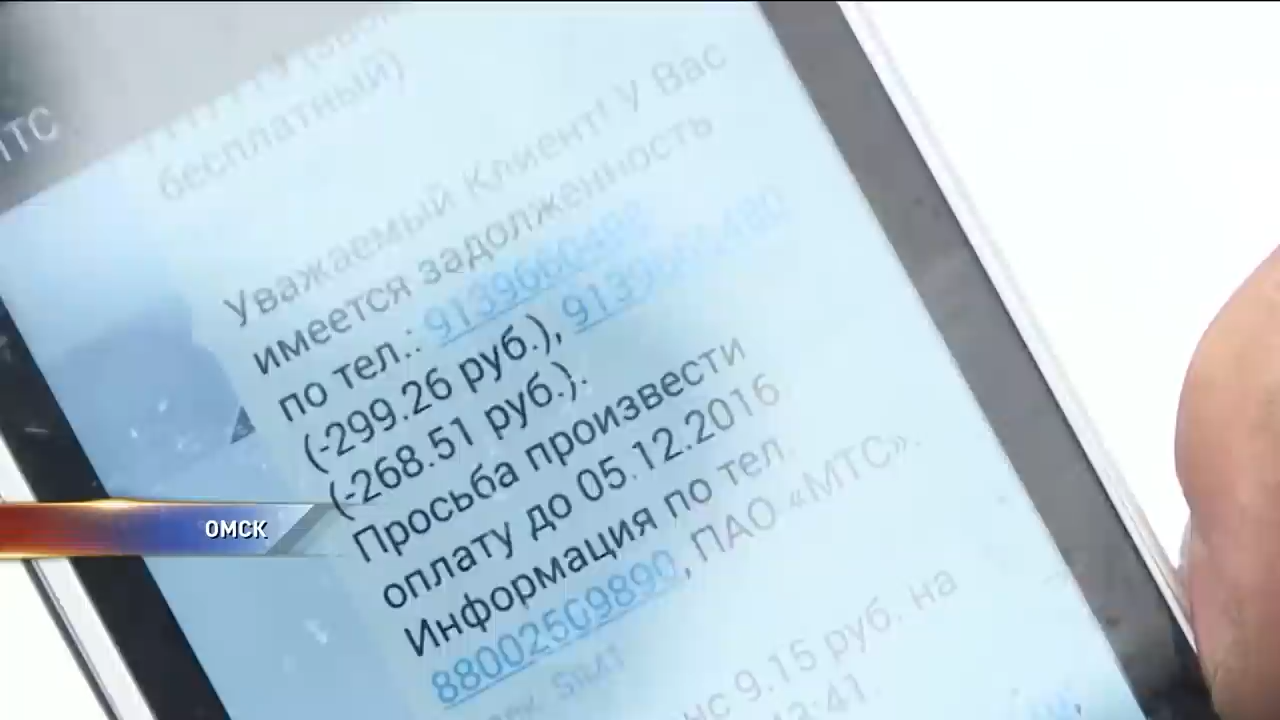 МТС
бесплатный)
Уважаемый Клиент! У Вас
имеется задолженность
по тел.:
(-299.26 руб.),
(-268.51 руб.).
Просьба произвести
оплату до 05.12.2016
Информация по тел.
88002509890, ПАО «МТС».
SIM1
9.15 руб. на
ОМСК